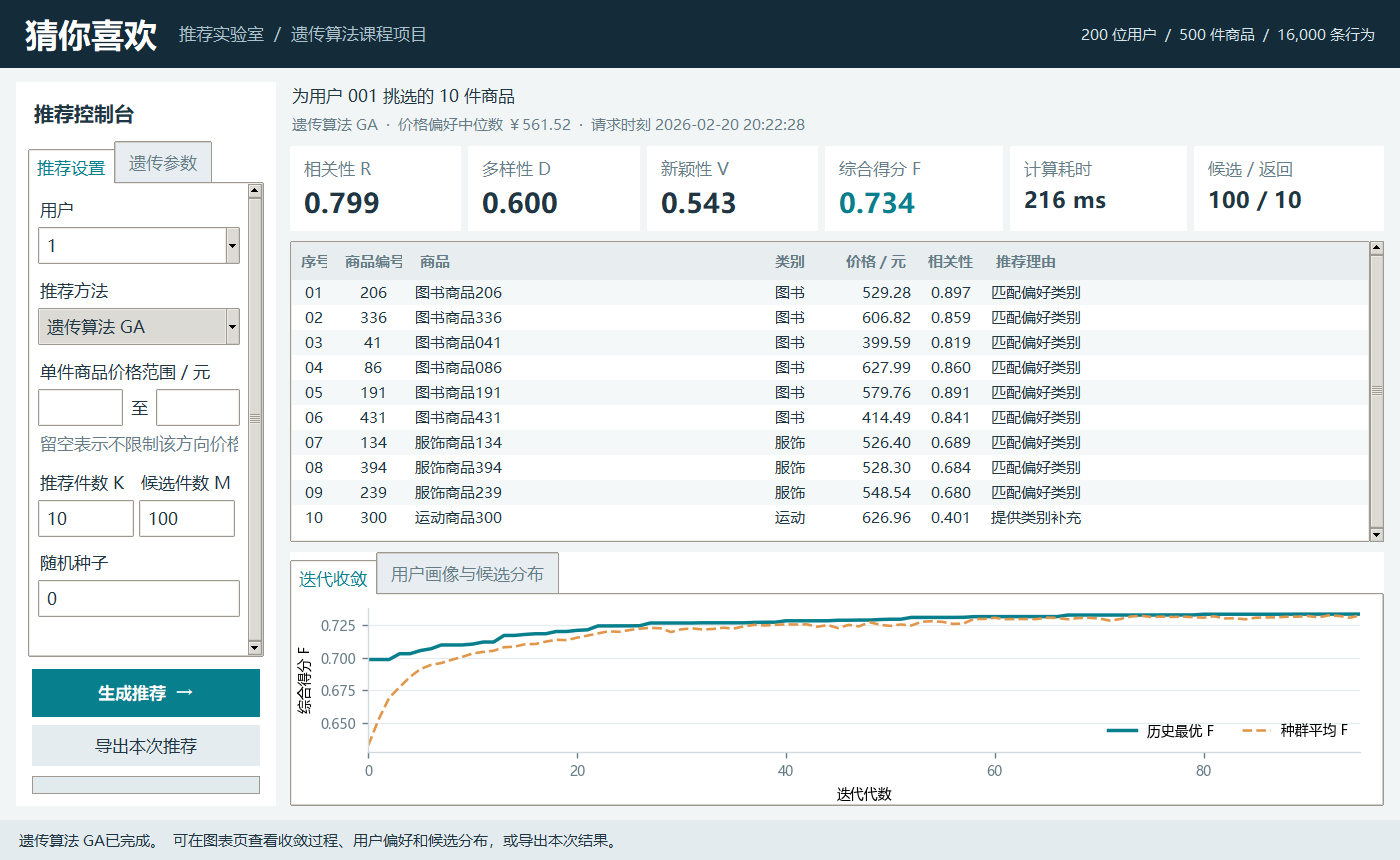 猜你喜欢 推荐实验室 / 遗传算法课程项目 200 位用户 / 500 件商品 / 16,000 条行为
推荐控制台
推荐设置 遗传参数
用户
1
推荐方法
遗传算法 GA
单件商品价格范围 / 元
至
留空表示不限制该方向价格
推荐件数 K 候选件数 M
10 100
随机种子
0
生成推荐 →
导出本次推荐
为用户 001 挑选的 10 件商品
遗传算法 GA · 价格偏好中位数 ¥561.52 · 请求时刻 2026-02-20 20:22:28
相关性 R 多样性 D 新颖性 V 综合得分 F 计算耗时 候选 / 返回
0.799 0.600 0.543 0.734 216 ms 100 / 10
序号 商品编号 商品 类别 价格 / 元 相关性 推荐理由
01 206 图书商品206 图书 529.28 0.897 匹配偏好类别
02 336 图书商品336 图书 606.82 0.859 匹配偏好类别
03 41 图书商品041 图书 399.59 0.819 匹配偏好类别
04 86 图书商品086 图书 627.99 0.860 匹配偏好类别
05 191 图书商品191 图书 579.76 0.891 匹配偏好类别
06 431 图书商品431 图书 414.49 0.841 匹配偏好类别
07 134 服饰商品134 服饰 526.40 0.689 匹配偏好类别
08 394 服饰商品394 服饰 528.30 0.684 匹配偏好类别
09 239 服饰商品239 服饰 548.54 0.680 匹配偏好类别
10 300 运动商品300 运动 626.96 0.401 提供类别补充
迭代收敛 用户画像与候选分布
综合得分 F
0.725
0.700
0.675
0.650
历史最优 F 种群平均 F
0 20 40 60 80
迭代代数
遗传算法 GA已完成。 可在图表页查看收敛过程、用户偏好和候选分布，或导出本次结果。